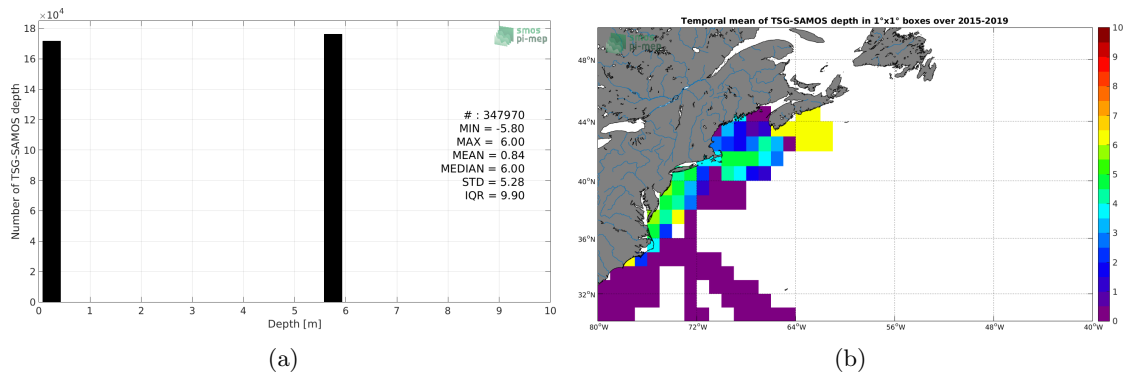 ×10⁴
18
16
14
12
10
8
6
4
2
0
Number of TSG-SAMOS depth
smos
pi-mep
# : 347970
MIN = -5.80
MAX = 6.00
MEAN = 0.84
MEDIAN = 6.00
STD = 5.28
IQR = 9.90
0 1 2 3 4 5 6 7 8 9 10
Depth [m]
(a)
Temporal mean of TSG-SAMOS depth in 1°x1° boxes over 2015-2019
smos
pi-mep
48°N
44°N
40°N
36°N
32°N
80°W 72°W 64°W 56°W 48°W 40°W
10
9
8
7
6
5
4
3
2
1
0
(b)